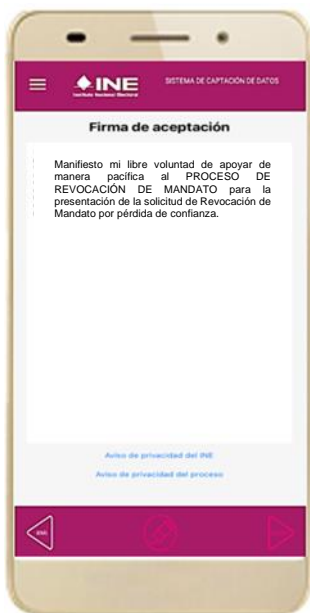 INE
Instituto Nacional Electoral
SISTEMA DE CAPTACIÓN DE DATOS
Firma de aceptación
Manifiesto mi libre voluntad de apoyar de
manera pacífica al PROCESO DE
REVOCACIÓN DE MANDATO para la
presentación de la solicitud de Revocación de
Mandato por pérdida de confianza.
Aviso de privacidad del INE
Aviso de privacidad del proceso